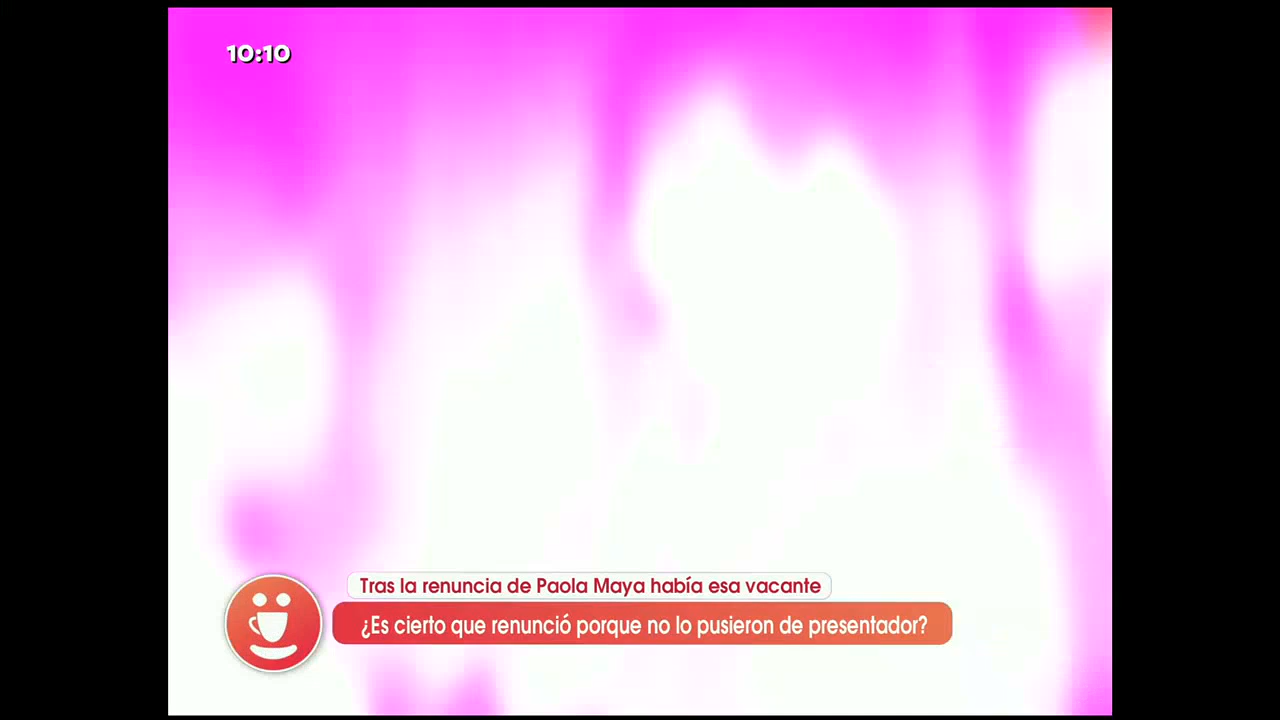 10:10
Tras la renuncia de Paola Maya había esa vacante
¿Es cierto que renunció porque no lo pusieron de presentador?